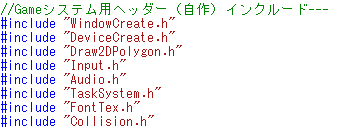 //Gameシステム用ヘッダー（自作）インクルード---
#include "WindowCreate.h"
#include "DeviceCreate.h"
#include "Draw2DPolygon.h"
#include "Input.h"
#include "Audio.h"
#include "TaskSystem.h"
#include "FontTex.h"
#include "Collision.h"